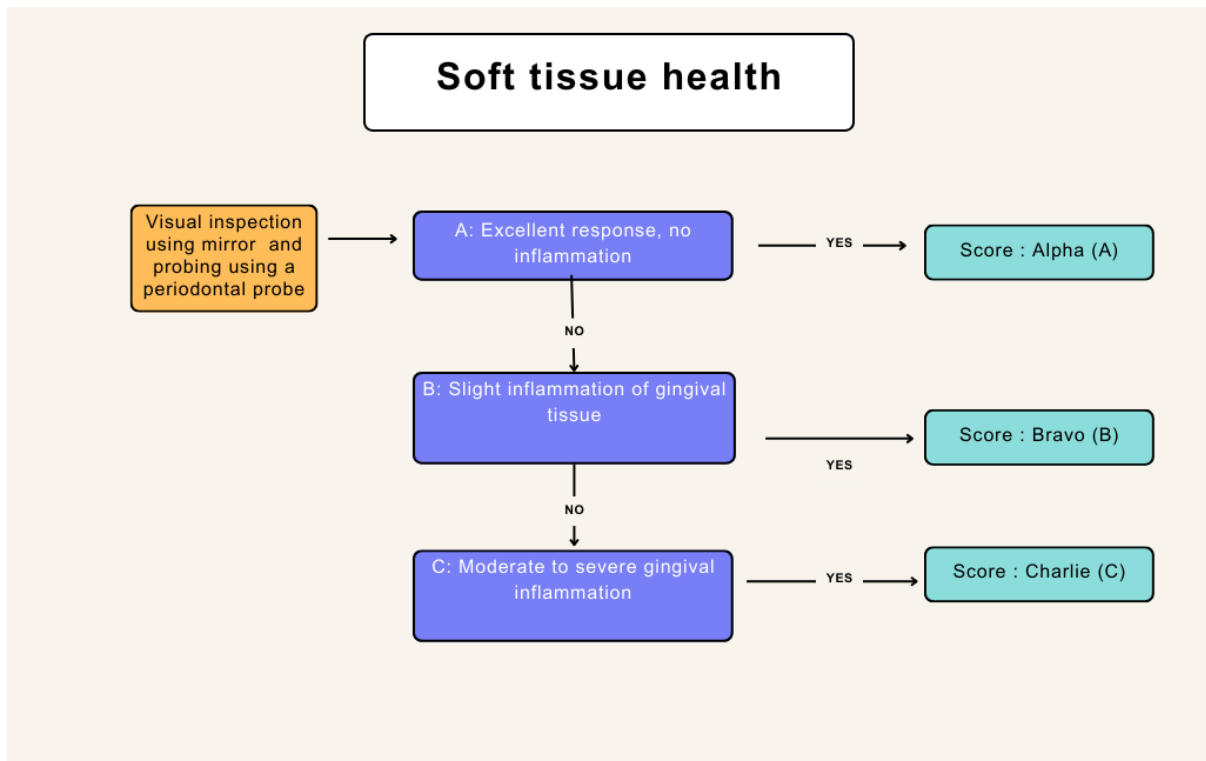 Soft tissue health
Visual inspection
using mirror and
probing using a
periodontal probe
A: Excellent response, no
inflammation
YES
Score : Alpha (A)
NO
B: Slight inflammation of gingival
tissue
YES
Score : Bravo (B)
NO
C: Moderate to severe gingival
inflammation
YES
Score : Charlie (C)